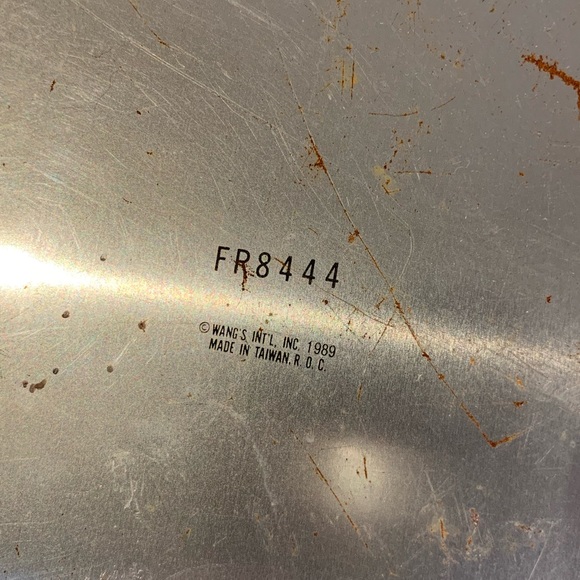 FR8444
© WANG'S INT'L, INC. 1989
MADE IN TAIWAN, R. O. C.